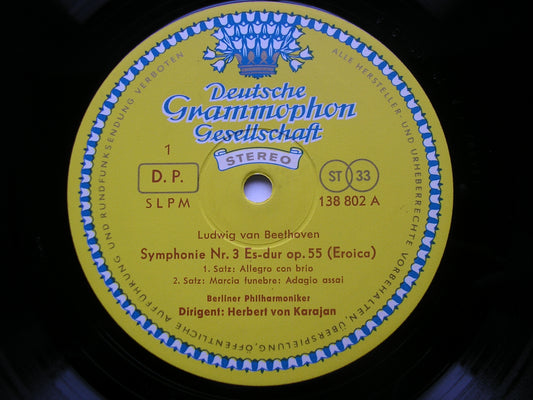 Deutsche
Grammophon
Gesellschaft
STEREO
1
D. P.
SLPM
ST 33
138 802 A
Ludwig van Beethoven
Symphonie Nr. 3 Es-dur op. 55 (Eroica)
1. Satz: Allegro con brio
2. Satz: Marcia funebre: Adagio assai
Berliner Philharmoniker
Dirigent: Herbert von Karajan
ALLE HERSTELLER- UND URHEBERRECHTE VORBEHALTEN, ÜBERSPIELUNG, ÖFFENTLICHE AUFFÜHRUNG UND RUNDFUNKSENDUNG VERBOTEN